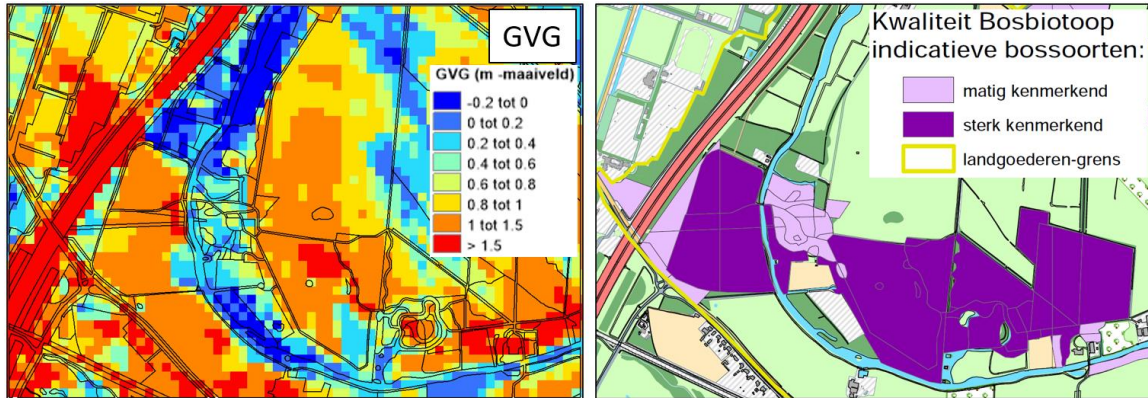 GVG
GVG (m -maaiveld)
-0.2 tot 0
0 tot 0.2
0.2 tot 0.4
0.4 tot 0.6
0.6 tot 0.8
0.8 tot 1
1 tot 1.5
> 1.5
Kwaliteit Bosbiotoop
indicatieve bossoorten:
matig kenmerkend
sterk kenmerkend
landgoederen-grens